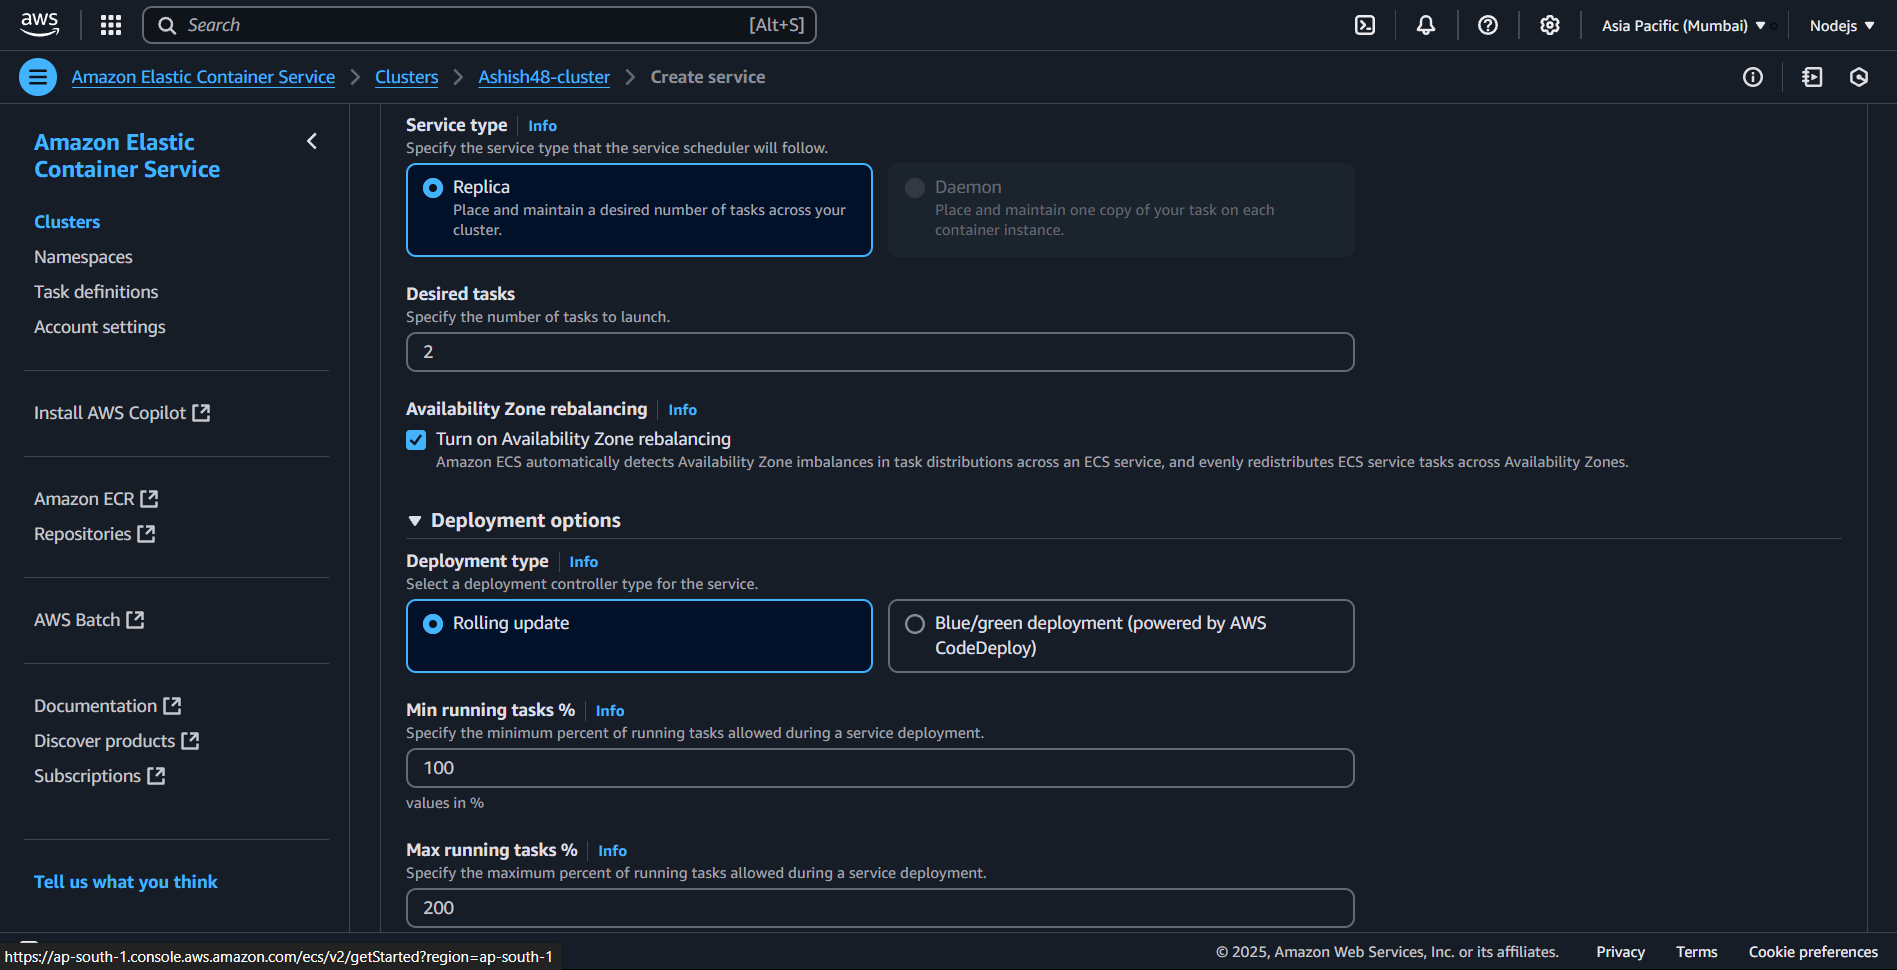 aws
Search
[Alt+S]
Asia Pacific (Mumbai)
Nodejs
Amazon Elastic Container Service
Clusters
Ashish48-cluster
Create service
Amazon Elastic
Container Service
Clusters
Namespaces
Task definitions
Account settings
Install AWS Copilot
Amazon ECR
Repositories
AWS Batch
Documentation
Discover products
Subscriptions
Tell us what you think
Service type Info
Specify the service type that the service scheduler will follow.
Replica
Place and maintain a desired number of tasks across your
cluster.
Daemon
Place and maintain one copy of your task on each
container instance.
Desired tasks
Specify the number of tasks to launch.
2
Availability Zone rebalancing Info
Turn on Availability Zone rebalancing
Amazon ECS automatically detects Availability Zone imbalances in task distributions across an ECS service, and evenly redistributes ECS service tasks across Availability Zones.
Deployment options
Deployment type Info
Select a deployment controller type for the service.
Rolling update
Blue/green deployment (powered by AWS
CodeDeploy)
Min running tasks % Info
Specify the minimum percent of running tasks allowed during a service deployment.
100
values in %
Max running tasks % Info
Specify the maximum percent of running tasks allowed during a service deployment.
200
https://ap-south-1.console.aws.amazon.com/ecs/v2/getStarted?region=ap-south-1
© 2025, Amazon Web Services, Inc. or its affiliates.
Privacy
Terms
Cookie preferences